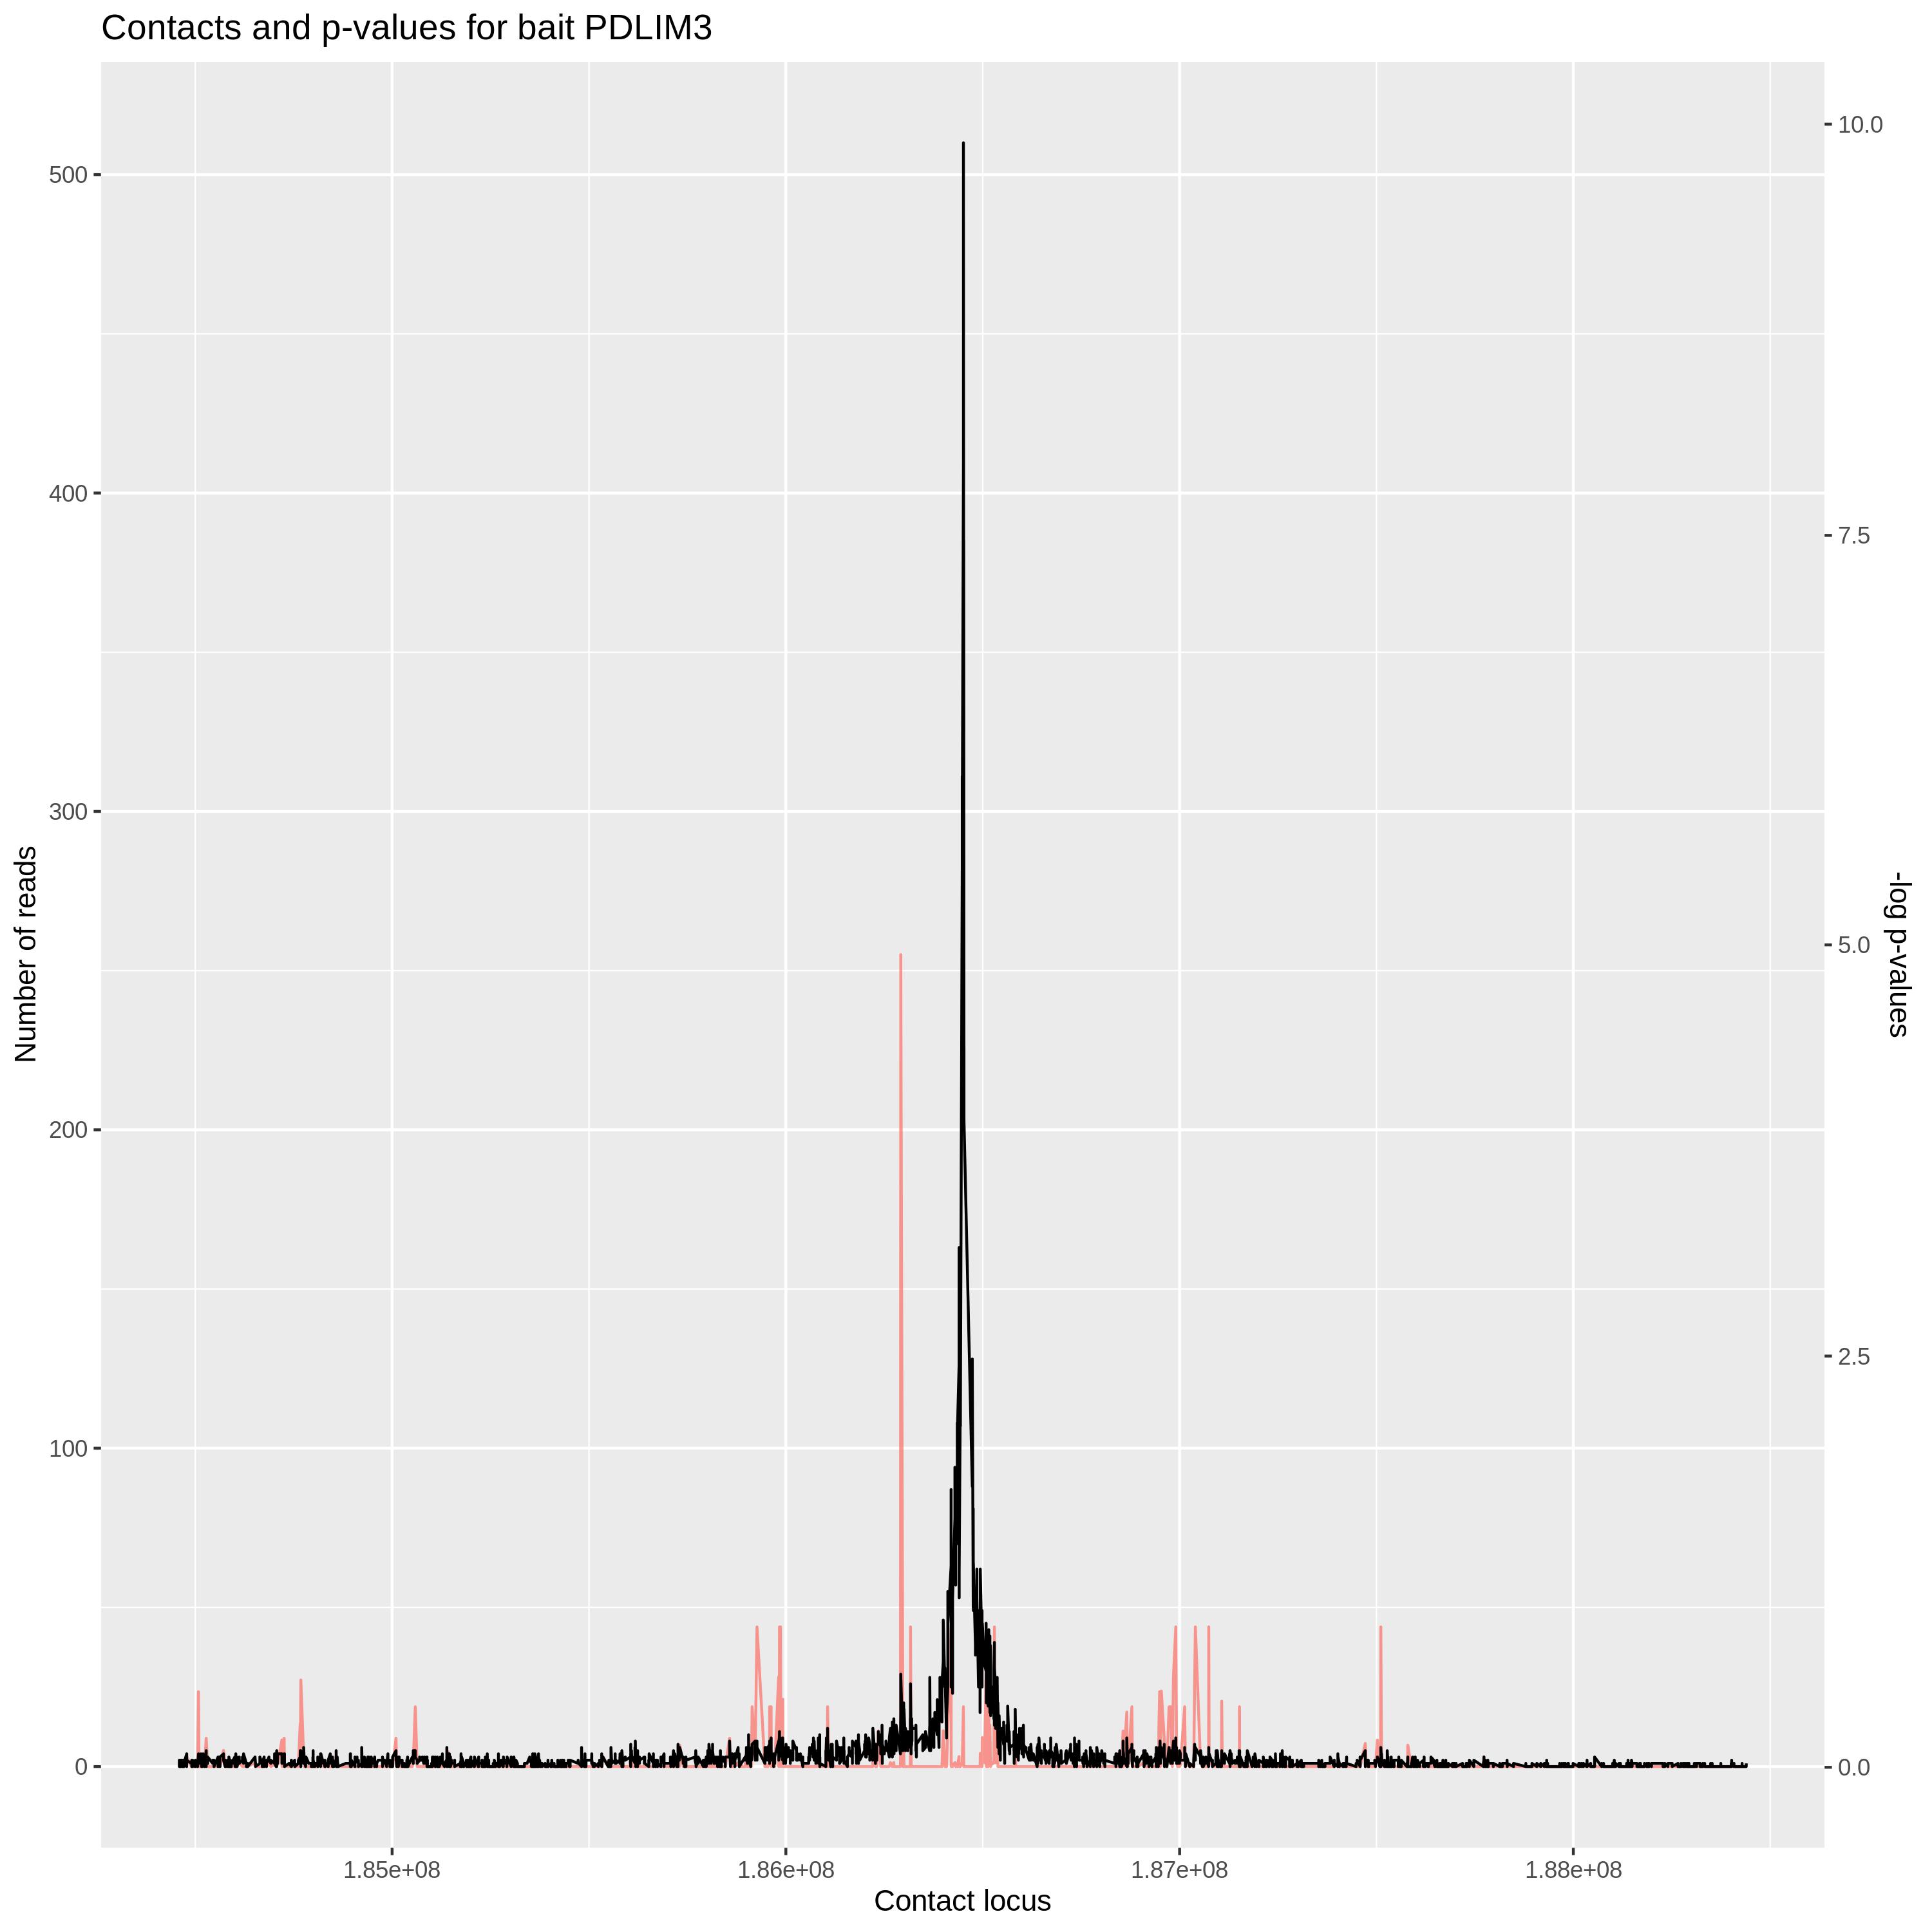 Contacts and p-values for bait PDLIM3
Number of reads
500
400
300
200
100
0
10.0
7.5
5.0
2.5
0.0
-log p-values
1.85e+08
1.86e+08
1.87e+08
1.88e+08
Contact locus